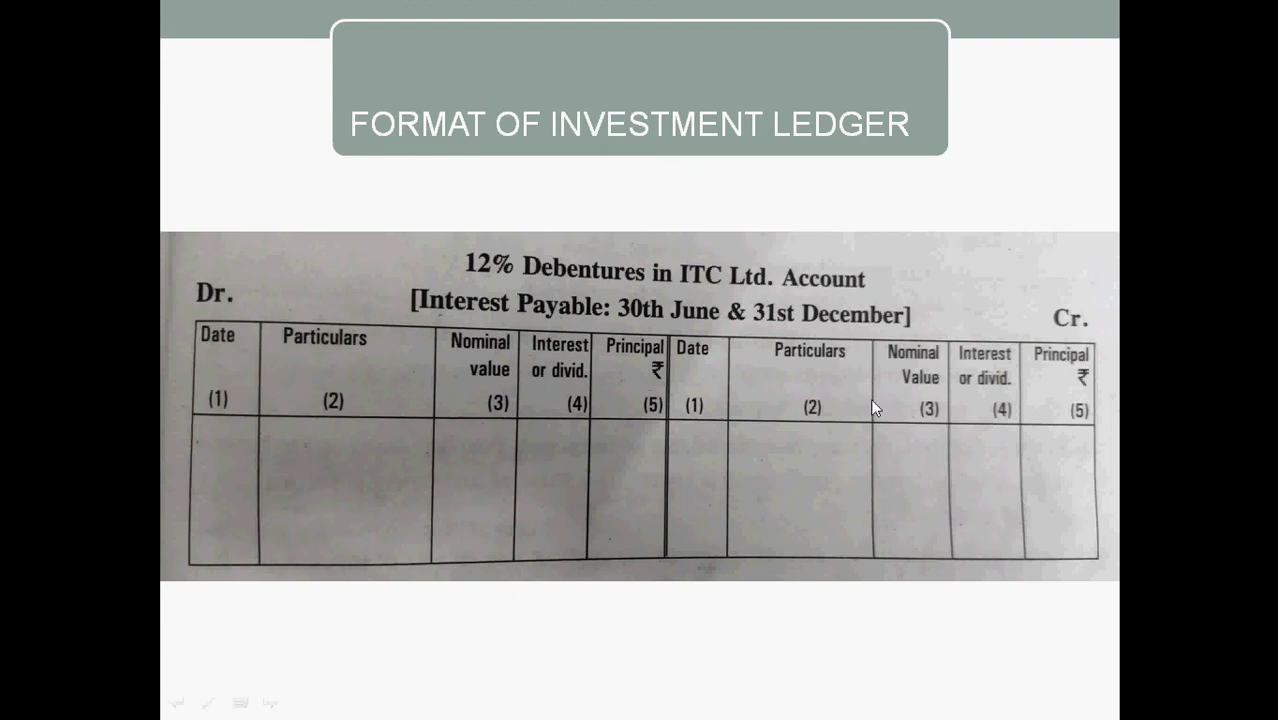 FORMAT OF INVESTMENT LEDGER
12% Debentures in ITC Ltd. Account
Dr. [Interest Payable: 30th June & 31st December] Cr.
Date Particulars Nominal Interest Principal Date Particulars Nominal Interest Principal
value or divid. ₹ Value or divid. ₹
(1) (2) (3) (4) (5) (1) (2) (3) (4) (5)